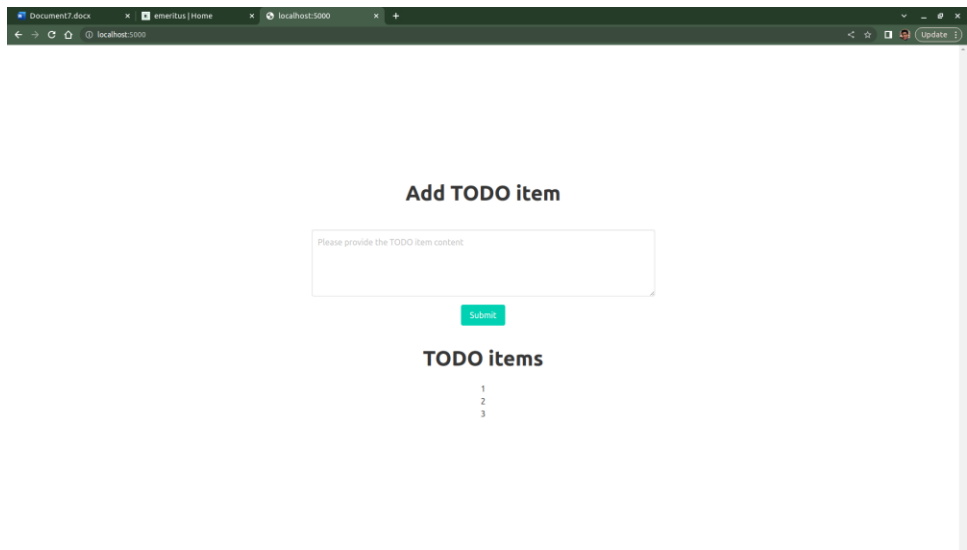 Document7.docx emeritus | Home localhost:5000
localhost:5000 Update
Add TODO item
Please provide the TODO item content
Submit
TODO items
1
2
3